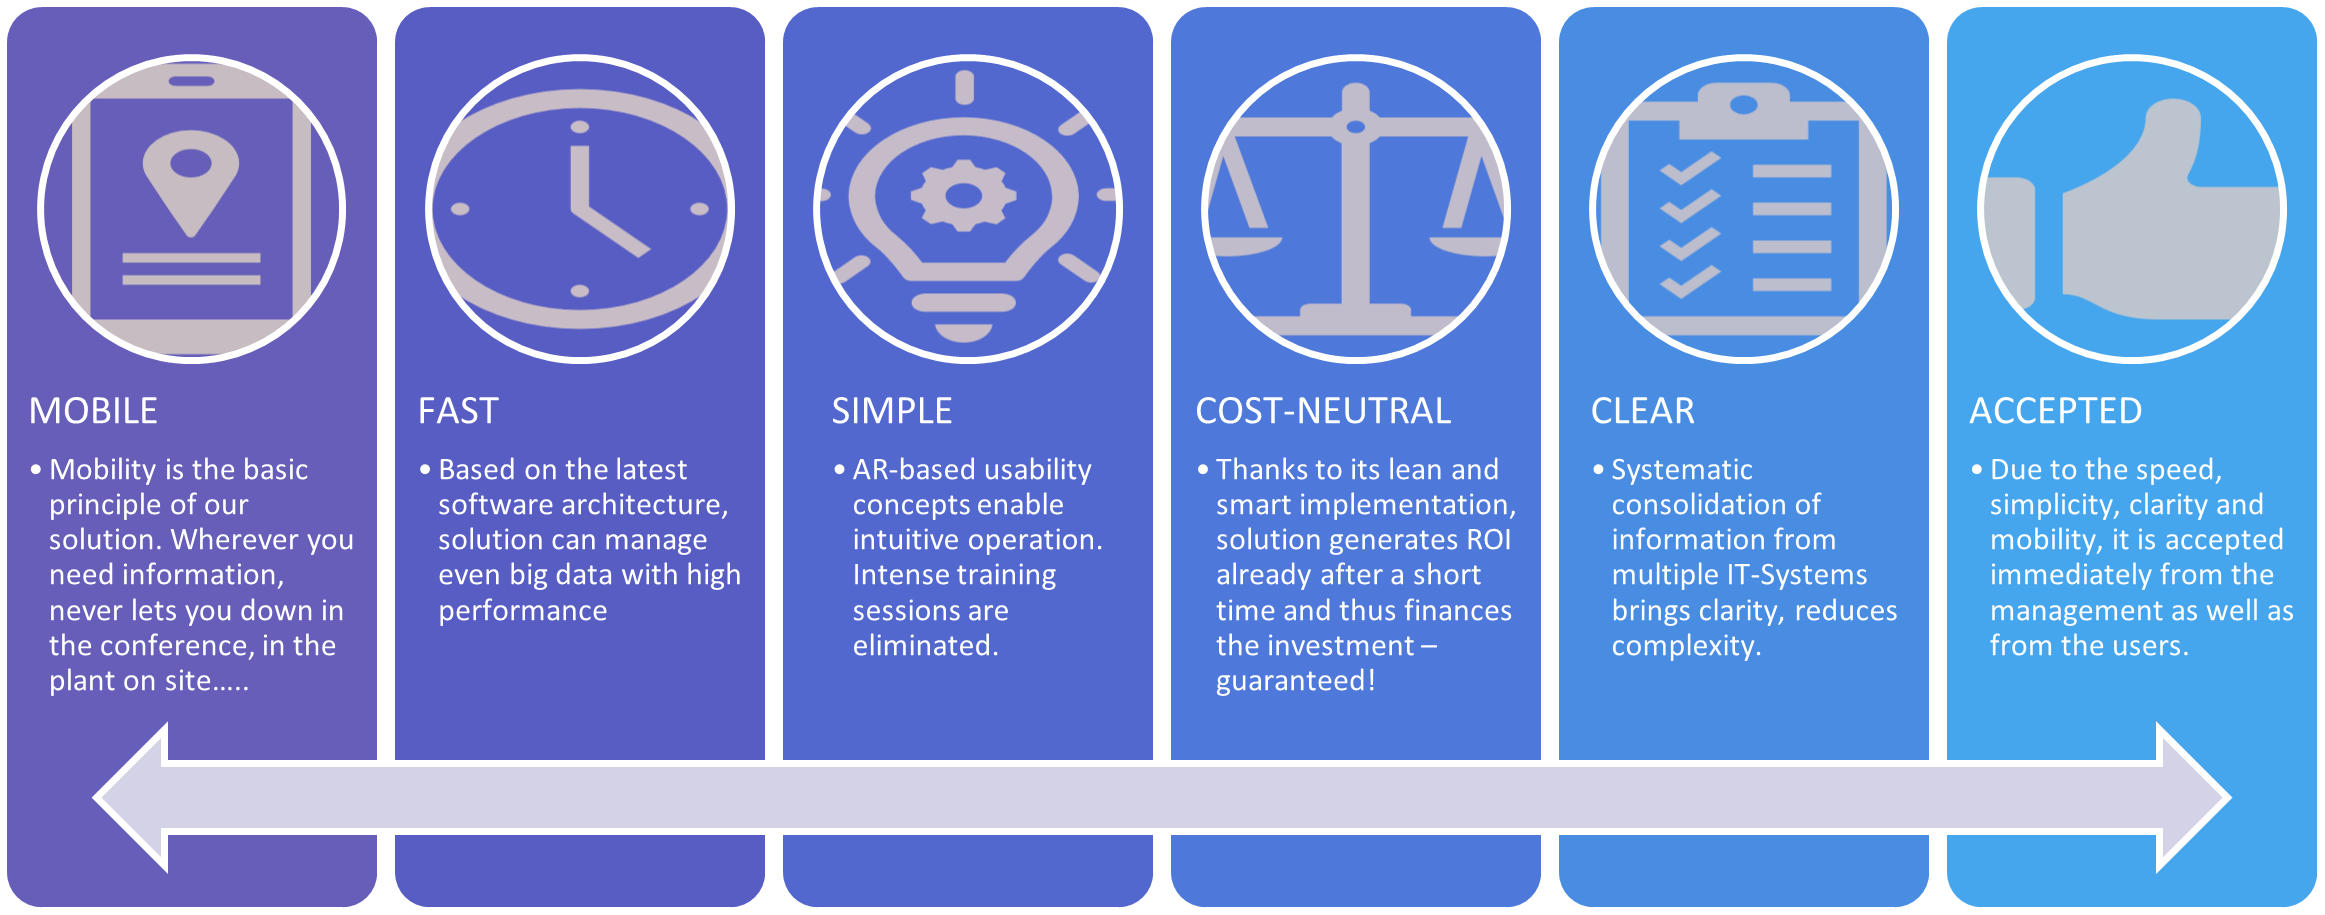 MOBILE
• Mobility is the basic
principle of our
solution. Wherever you
need information,
never lets you down in
the conference, in the
plant on site.....
FAST
• Based on the latest
software architecture,
solution can manage
even big data with high
performance
SIMPLE
• AR-based usability
concepts enable
intuitive operation.
Intense training
sessions are
eliminated.
COST-NEUTRAL
• Thanks to its lean and
smart implementation,
solution generates ROI
already after a short
time and thus finances
the investment –
guaranteed!
CLEAR
• Systematic
consolidation of
information from
multiple IT-Systems
brings clarity, reduces
complexity.
ACCEPTED
• Due to the speed,
simplicity, clarity and
mobility, it is accepted
immediately from the
management as well as
from the users.